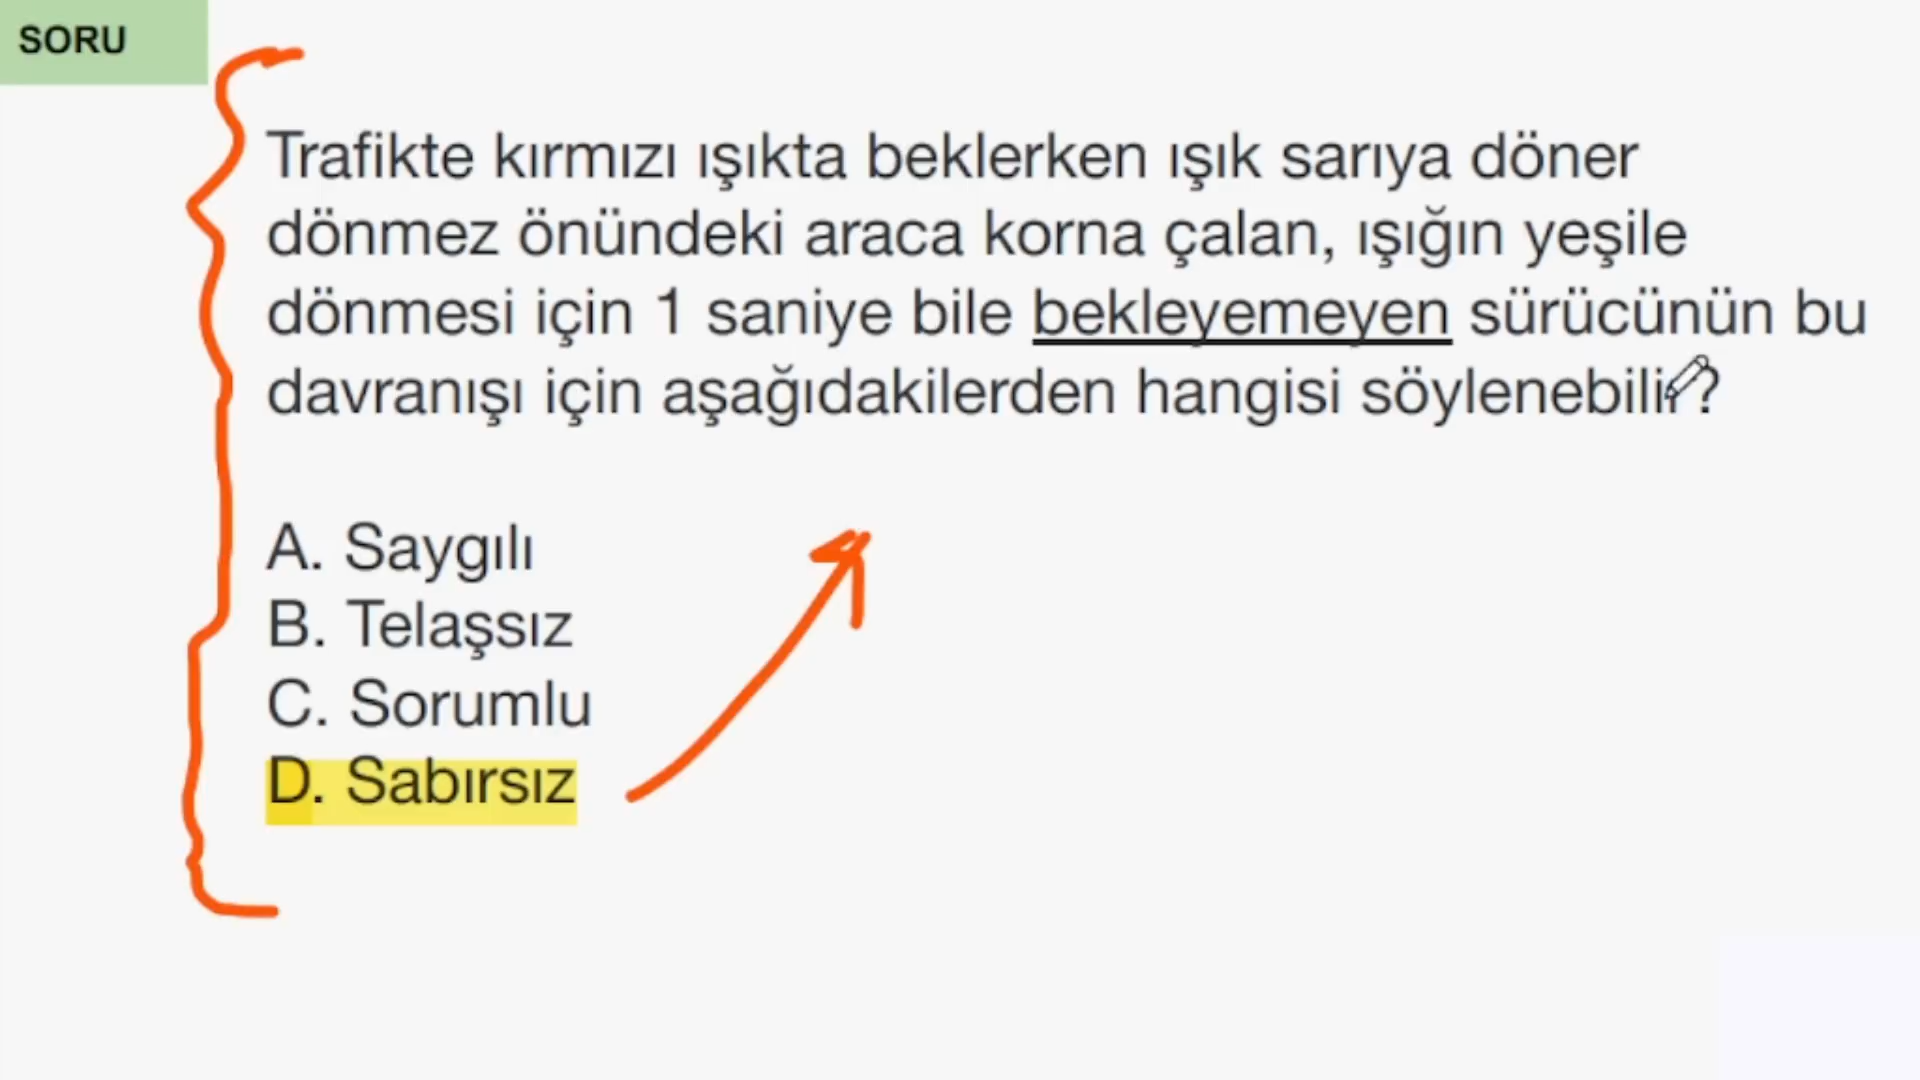 SORU
Trafikte kırmızı ışıkta beklerken ışık sarıya döner
dönmez önündeki araca korna çalan, ışığın yeşile
dönmesi için 1 saniye bile bekleyemeyen sürücünün bu
davranışı için aşağıdakilerden hangisi söylenebilir?
A. Saygılı
B. Telaşsız
C. Sorumlu
D. Sabırsız